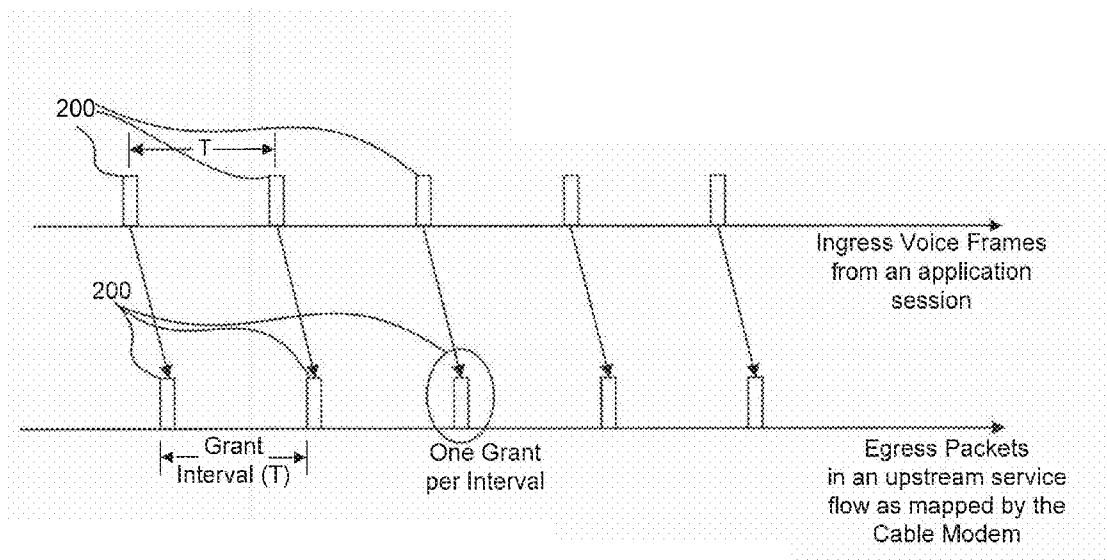 200
T
Ingress Voice Frames
from an application
session
200
Grant
Interval (T)
One Grant
per Interval
Egress Packets
in an upstream service
flow as mapped by the
Cable Modem